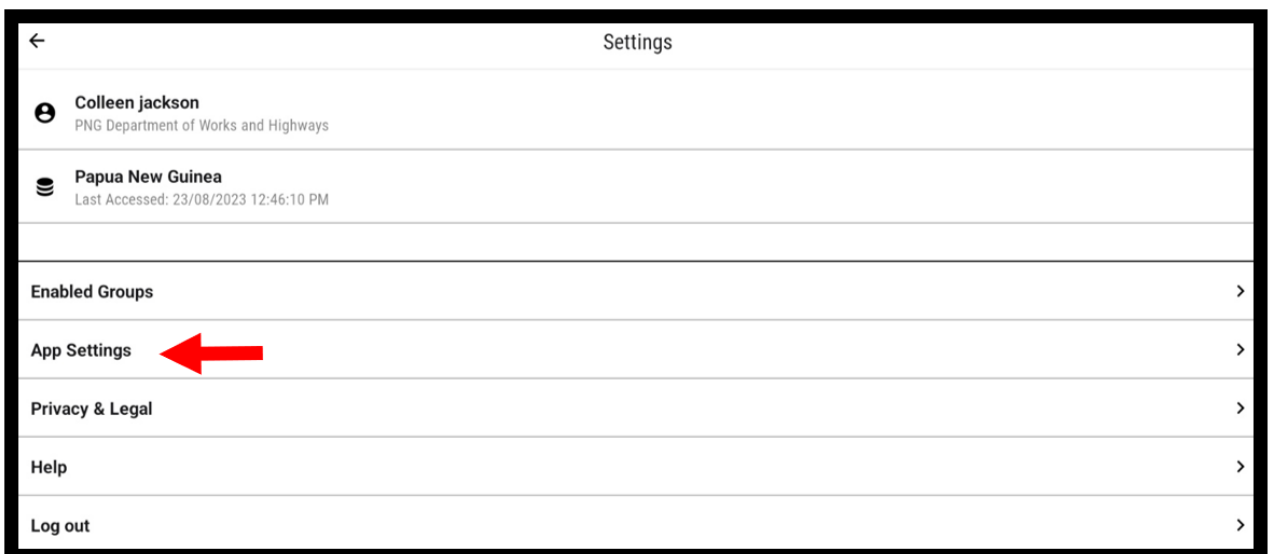 Settings
Colleen jackson
PNG Department of Works and Highways
Papua New Guinea
Last Accessed: 23/08/2023 12:46:10 PM
Enabled Groups
App Settings
Privacy & Legal
Help
Log out